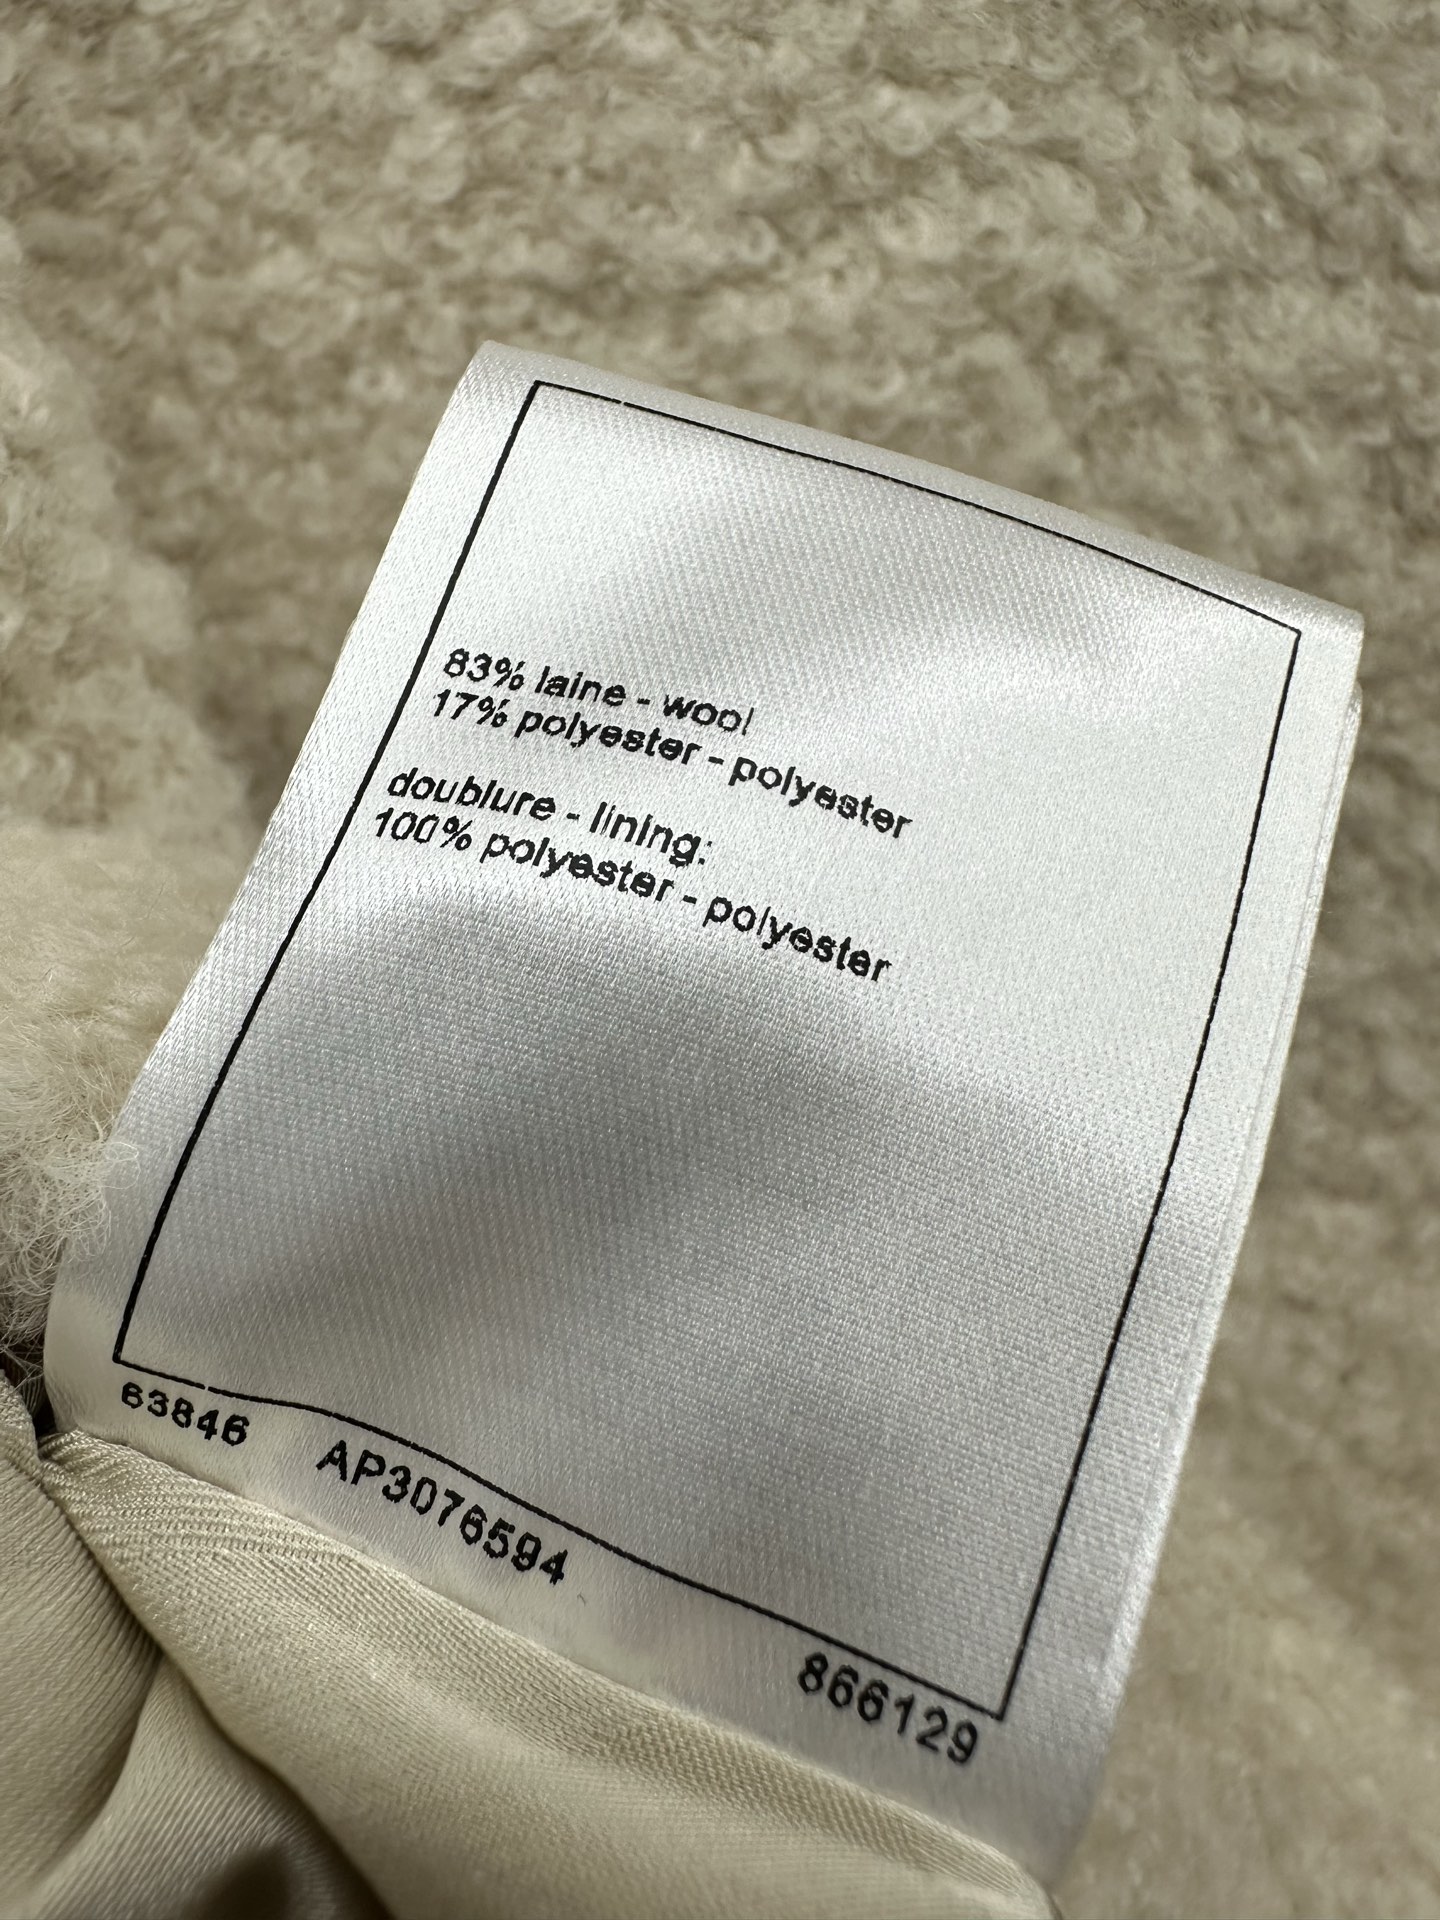 83% laine - wool
17% polyester - polyester
doublure - lining:
100% polyester - polyester
63846 AP3076594 866129